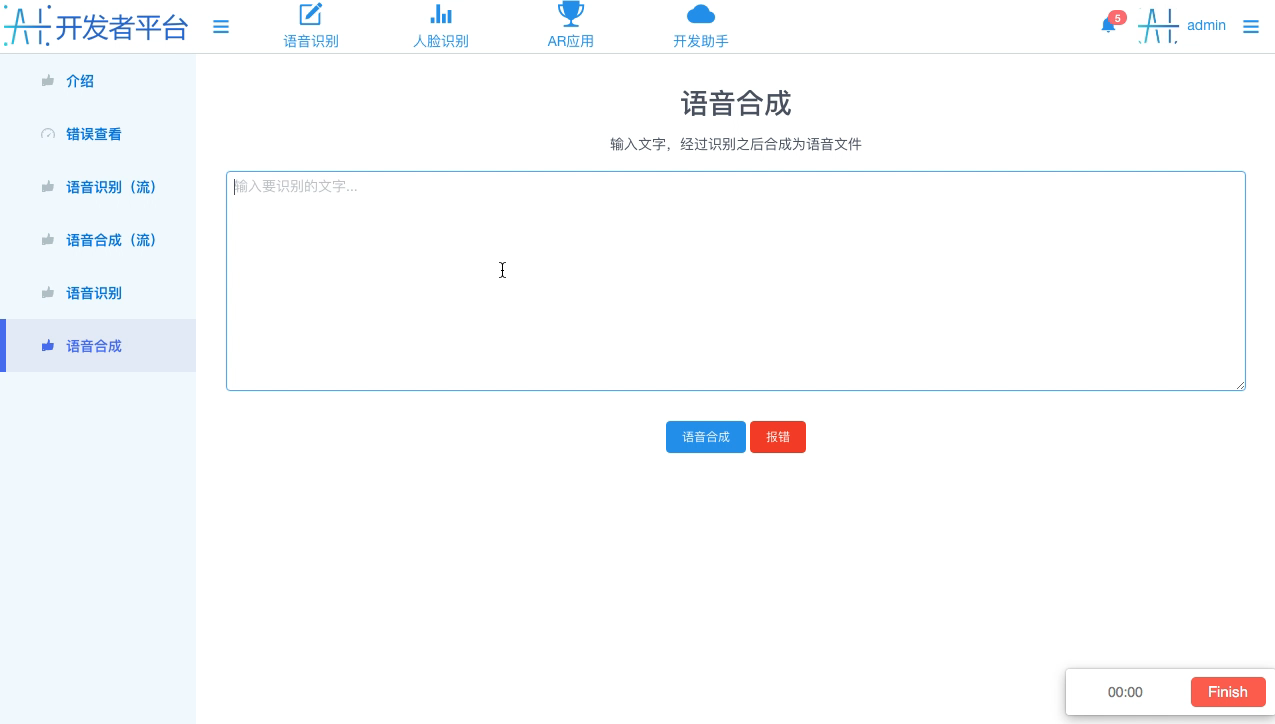 AI开发者平台
语音识别
人脸识别
AR应用
开发助手
5
AI
admin
介绍
错误查看
语音识别（流）
语音合成（流）
语音识别
语音合成
语音合成
输入文字，经过识别之后合成为语音文件
输入要识别的文字...
语音合成
报错
00:00
Finish